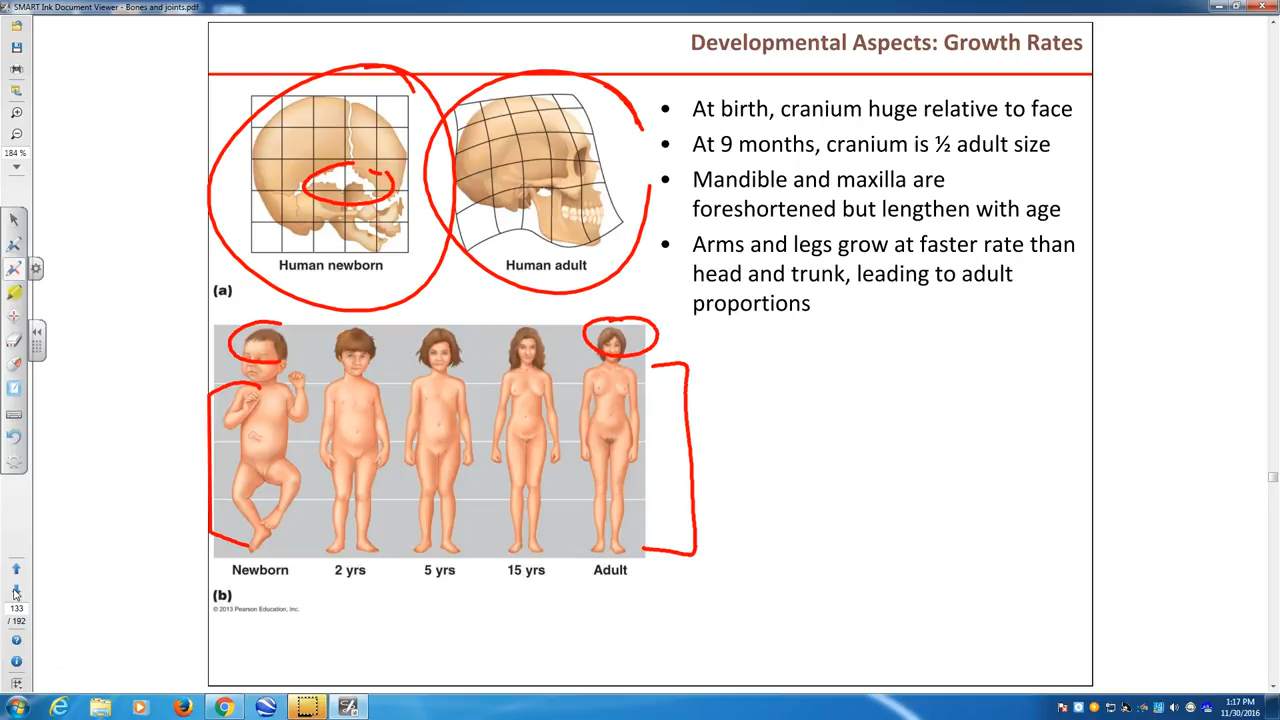 SMART Ink Document Viewer - Bones and joints.pdf
Developmental Aspects: Growth Rates
• At birth, cranium huge relative to face
• At 9 months, cranium is ½ adult size
• Mandible and maxilla are
foreshortened but lengthen with age
• Arms and legs grow at faster rate than
head and trunk, leading to adult
proportions
184 %
Human newborn
Human adult
(a)
Newborn
2 yrs
5 yrs
15 yrs
Adult
(b)
© 2013 Pearson Education, Inc.
133
/ 192
1:17 PM
11/30/2016